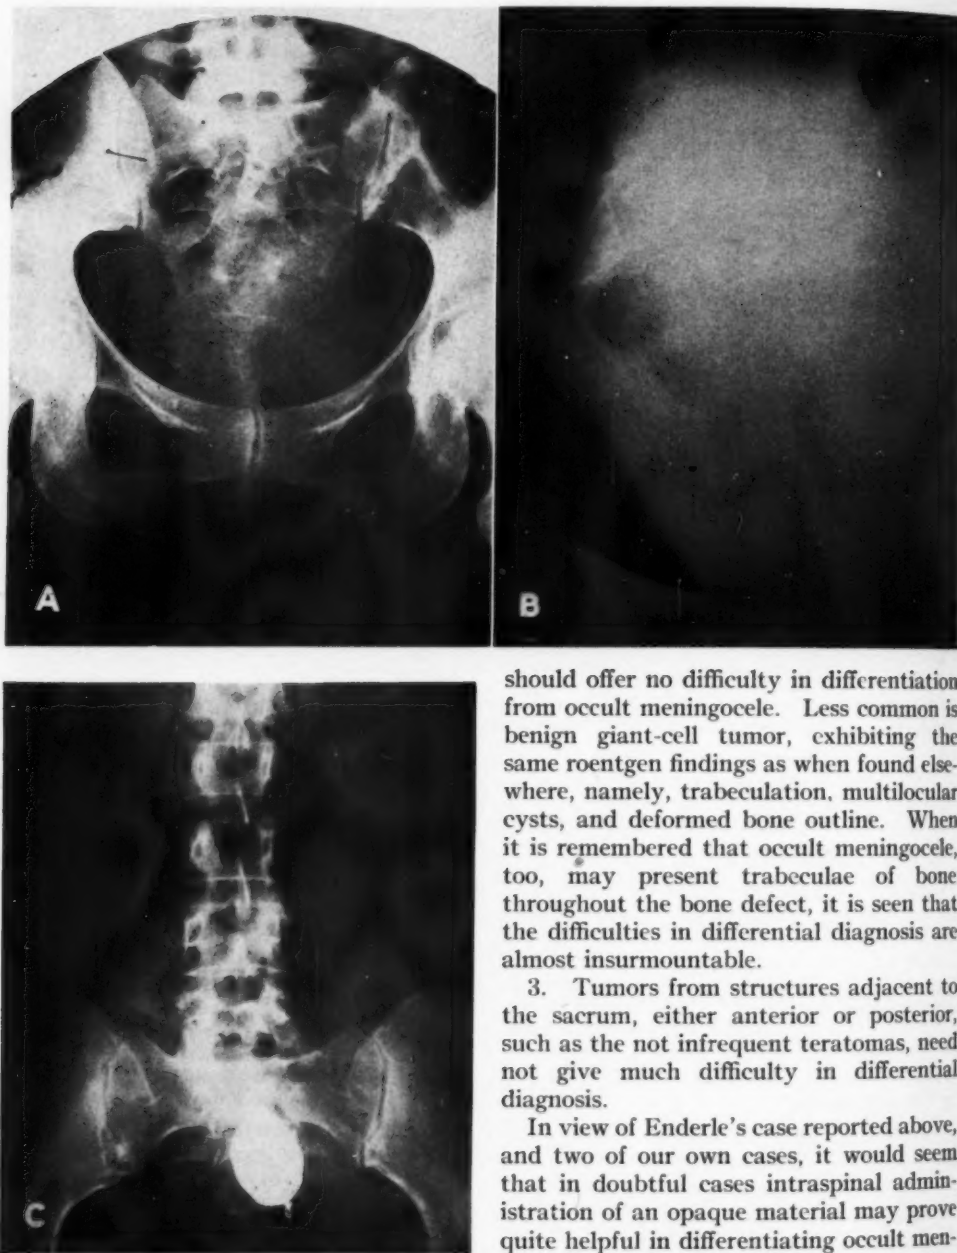 A
B
C
should offer no difficulty in differentiation
from occult meningocele. Less common is
benign giant-cell tumor, exhibiting the
same roentgen findings as when found else-
where, namely, trabeculation, multilocular
cysts, and deformed bone outline. When
it is remembered that occult meningocele,
too, may present trabeculae of bone
throughout the bone defect, it is seen that
the difficulties in differential diagnosis are
almost insurmountable.
3. Tumors from structures adjacent to
the sacrum, either anterior or posterior,
such as the not infrequent teratomas, need
not give much difficulty in differential
diagnosis.
In view of Enderle's case reported above,
and two of our own cases, it would seem
that in doubtful cases intraspinal admin-
istration of an opaque material may prove
quite helpful in differentiating occult men-